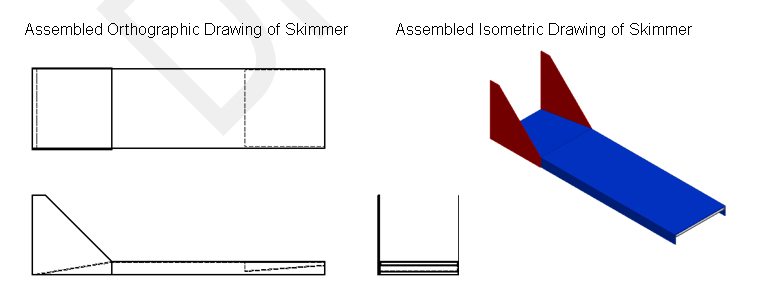 Assembled Orthographic Drawing of Skimmer
Assembled Isometric Drawing of Skimmer